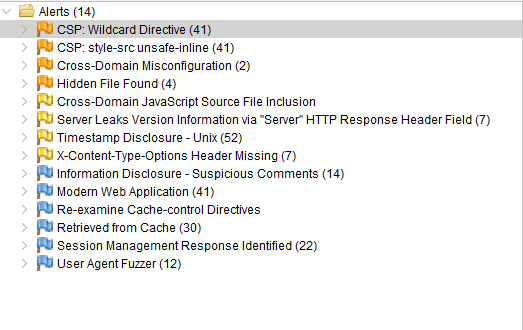 Alerts (14)
CSP: Wildcard Directive (41)
CSP: style-src unsafe-inline (41)
Cross-Domain Misconfiguration (2)
Hidden File Found (4)
Cross-Domain JavaScript Source File Inclusion
Server Leaks Version Information via "Server" HTTP Response Header Field (7)
Timestamp Disclosure - Unix (52)
X-Content-Type-Options Header Missing (7)
Information Disclosure - Suspicious Comments (14)
Modern Web Application (41)
Re-examine Cache-control Directives
Retrieved from Cache (30)
Session Management Response Identified (22)
User Agent Fuzzer (12)